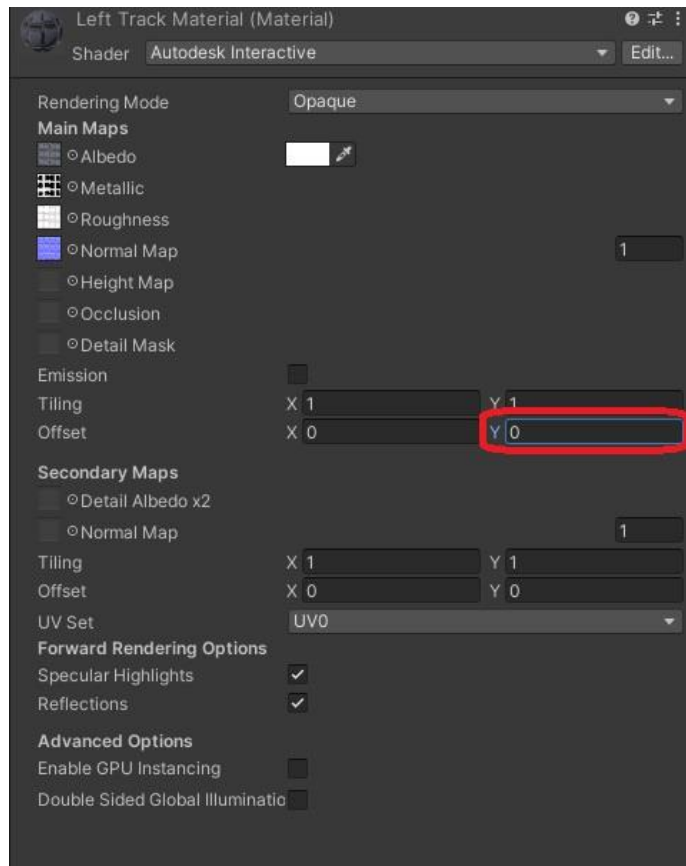 Left Track Material (Material)
Shader Autodesk Interactive Edit...
Rendering Mode Opaque
Main Maps
Albedo
Metallic
Roughness
Normal Map 1
Height Map
Occlusion
Detail Mask
Emission
Tiling X 1 Y 1
Offset X 0 Y 0
Secondary Maps
Detail Albedo x2
Normal Map 1
Tiling X 1 Y 1
Offset X 0 Y 0
UV Set UV0
Forward Rendering Options
Specular Highlights
Reflections
Advanced Options
Enable GPU Instancing
Double Sided Global Illuminatio